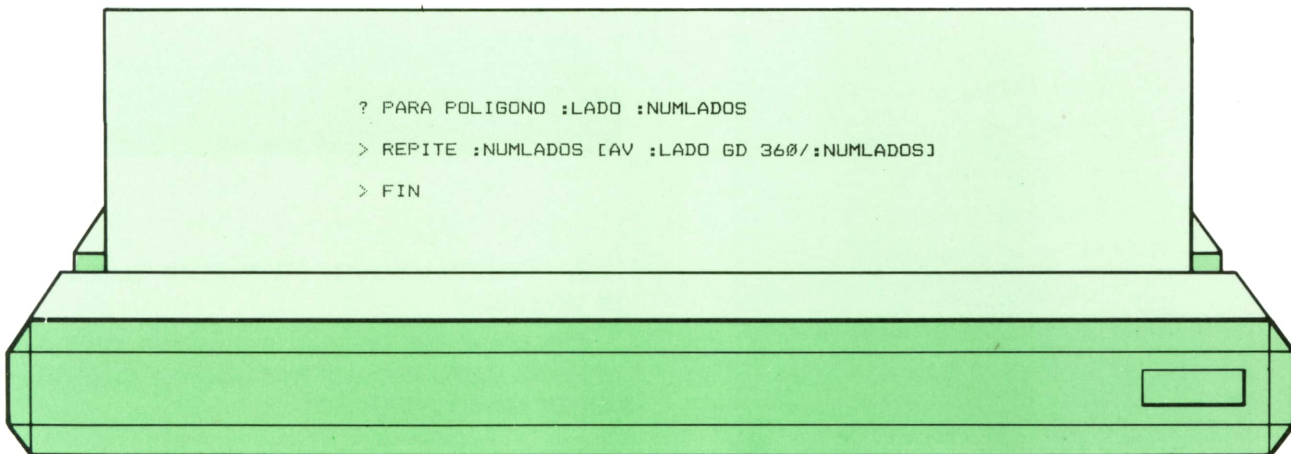 ? PARA POLIGONO :LADO :NUMLADOS
> REPITE :NUMLADOS [AV :LADO GD 360/:NUMLADOS]
> FIN